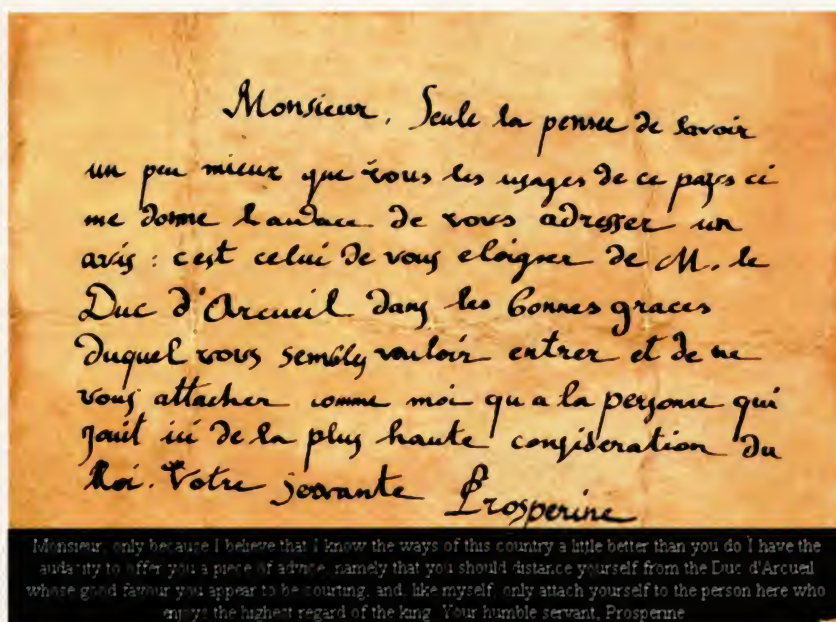 Monsieur, Seule la pensee de savoir
un peu mieux que vous les usages de ce pays ci
me donne laudace de vous adresser un
avis : cest celui de vous eloigner de M. le
Duc d'Arcueil dans les bonnes graces
duquel vous sembly vouloir entrer et de ne
vous attacher comme moi qu a la personne qui
jouit ici de la plus haute consideration du
Roi. Votre servante Prosperine
Monsieur, only because I believe that I know the ways of this country a little better than you do I have the
audacity to offer you a piece of advice, namely that you should distance yourself from the Duc d'Arcueil
whose good favour you appear to be courting, and, like myself, only attach yourself to the person here who
enjoys the highest regard of the king. Your humble servant, Prosperine